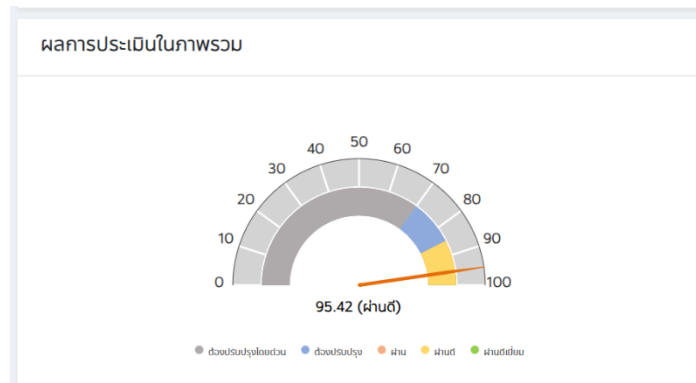 ผลการประเมินในภาพรวม
50
40 60
30 70
20 80
10 90
0 100
95.42 (ผ่านดี)
ต้องปรับปรุงโดยด่วน ต้องปรับปรุง ผ่าน ผ่านดี ผ่านดีเยี่ยม